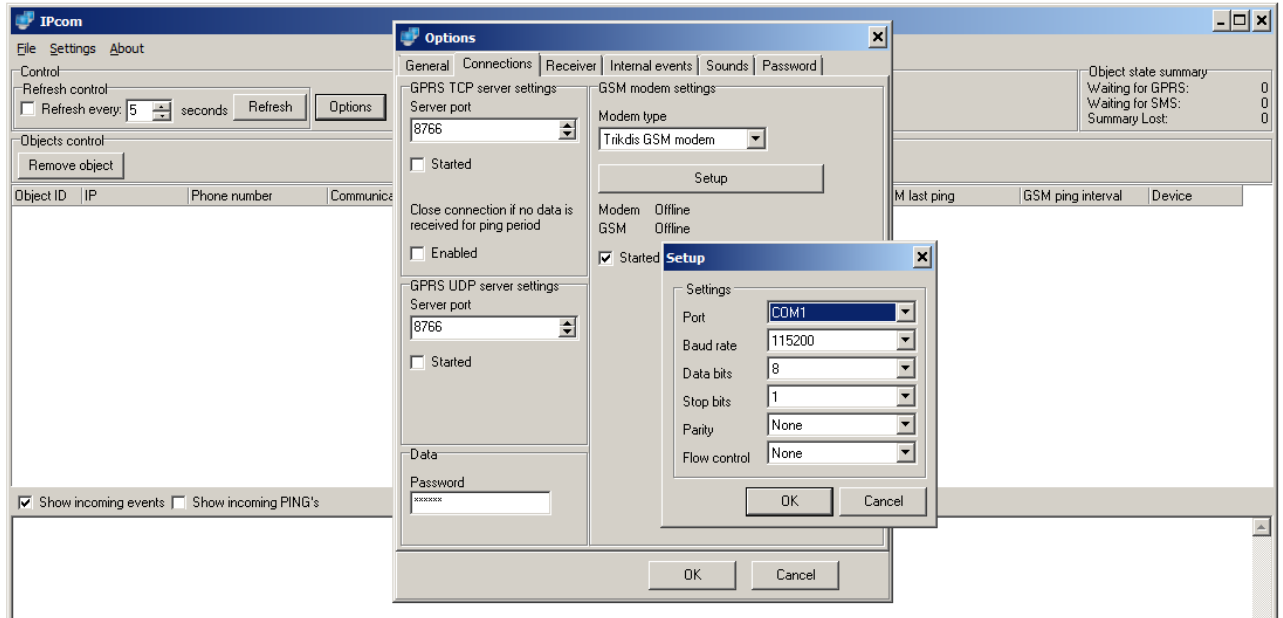 IPcom
File Settings About
Control
Refresh control
Refresh every: 5 seconds Refresh Options
Object state summary
Waiting for GPRS: 0
Waiting for SMS: 0
Summary Lost: 0
Objects control
Remove object
Object ID IP Phone number Communica M last ping GSM ping interval Device
Show incoming events Show incoming PING's
Options
General Connections Receiver Internal events Sounds Password
GPRS TCP server settings
Server port
8766
Started
Close connection if no data is
received for ping period
Enabled
GPRS UDP server settings
Server port
8766
Started
Data
Password
xxxxxx
GSM modem settings
Modem type
Trikdis GSM modem
Setup
Modem Offline
GSM Offline
Started
OK Cancel
Setup
Settings
Port COM1
Baud rate 115200
Data bits 8
Stop bits 1
Parity None
Flow control None
OK Cancel